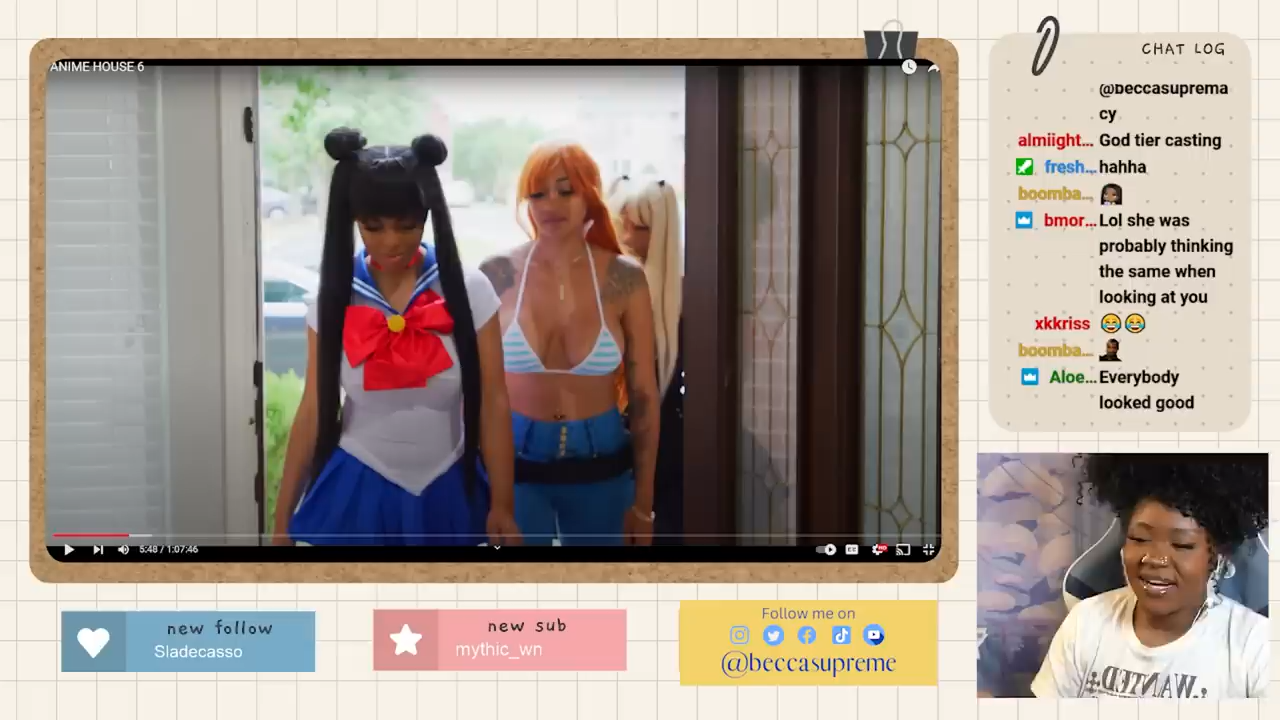 ANIME HOUSE 6
5:48 / 1:07:46
CHAT LOG
@beccasuprema
cy
almiight... God tier casting
fresh... hahha
boomba...
bmor... Lol she was
probably thinking
the same when
looking at you
xkkriss 😂😂
boomba...
Aloe... Everybody
looked good
new follow
Sladecasso
new sub
mythic_wn
Follow me on
@beccasupreme
WANTED